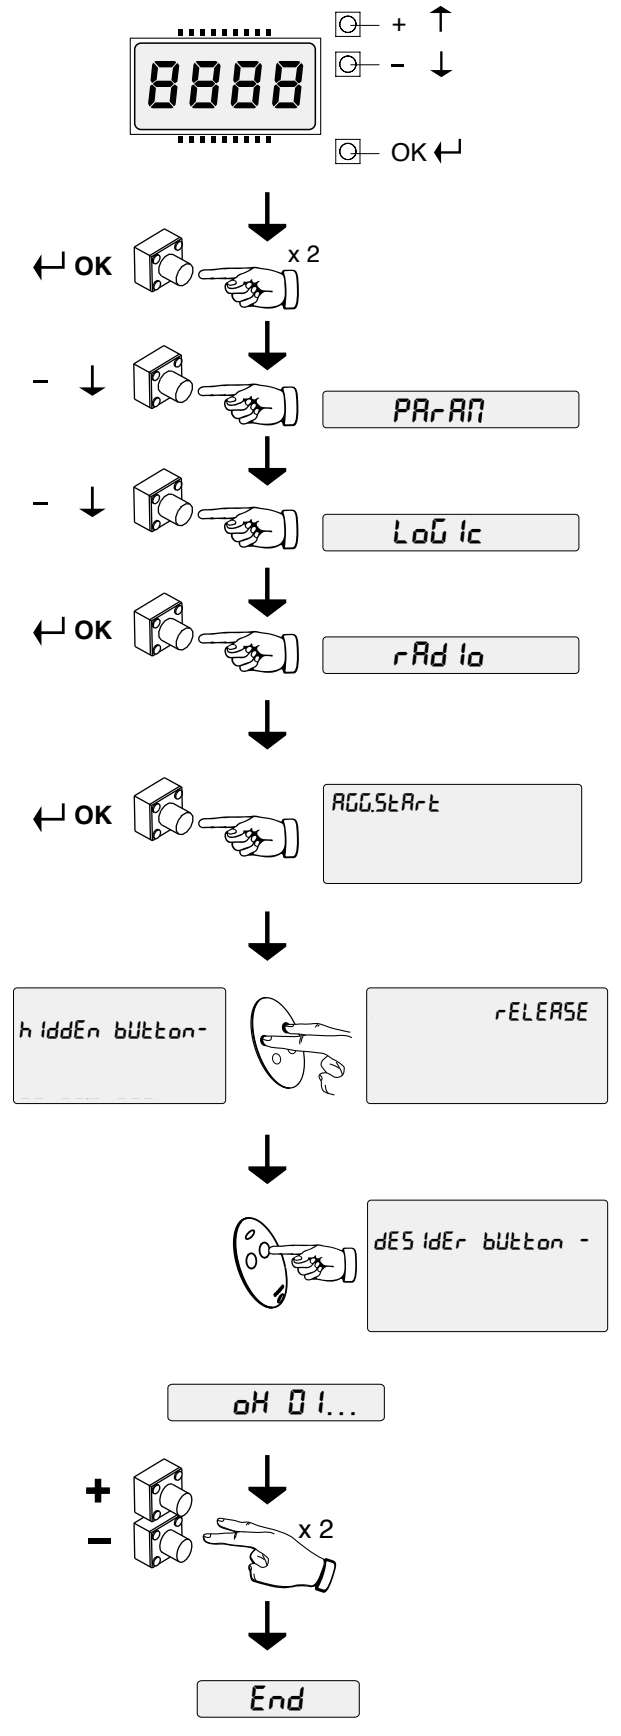 + ↑
8888
- ↓
OK ↵
x 2
↵ OK
- ↓
PArAM
- ↓
LoGIc
↵ OK
rAdIo
AGG.StArt
↵ OK
rELEASE
hIddEn bUtton-
dESIdEr bUtton -
oK 01...
+
x 2
-
End